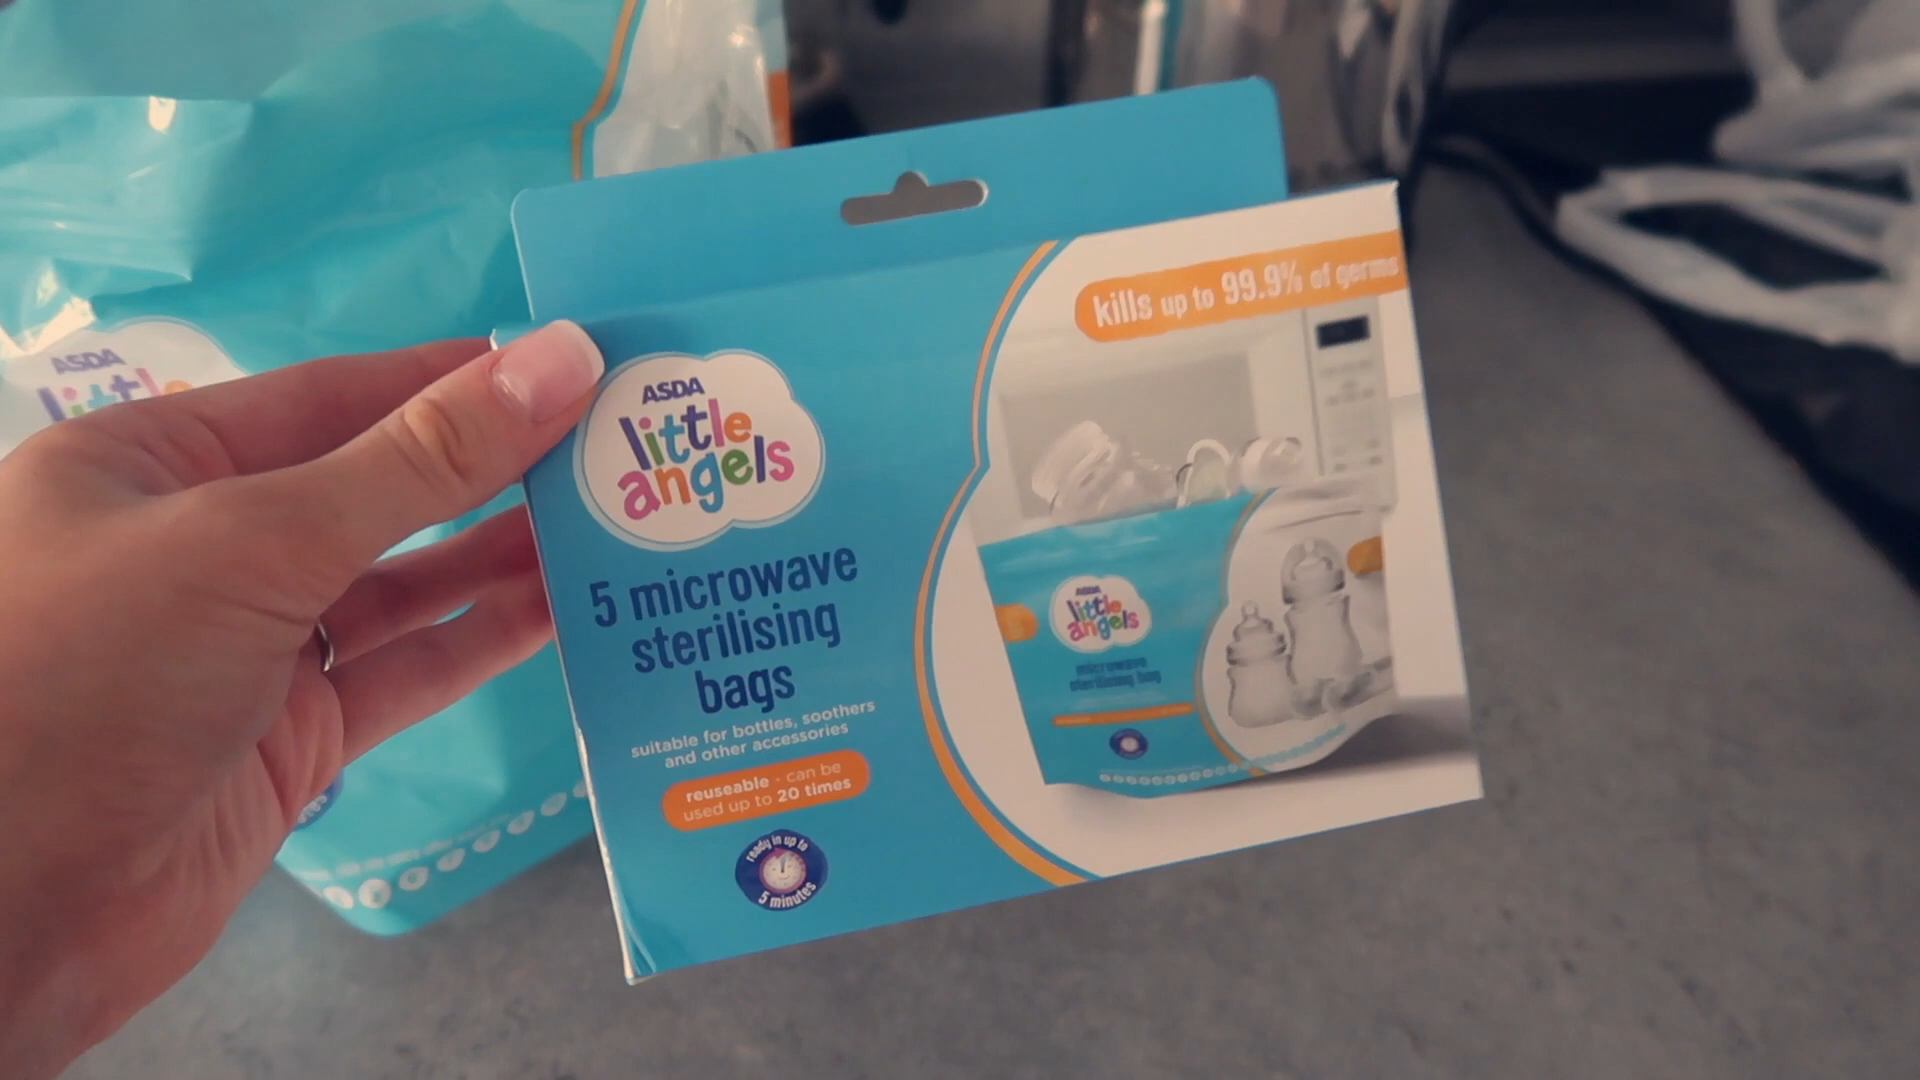 ASDA
little
angels
5 microwave
sterilising
bags
suitable for bottles, soothers
and other accessories
reuseable - can be
used up to 20 times
ready in up to
5 minutes
kills up to 99.9% of germs
ASDA
little
angels
microwave
sterilising bag
ASDA